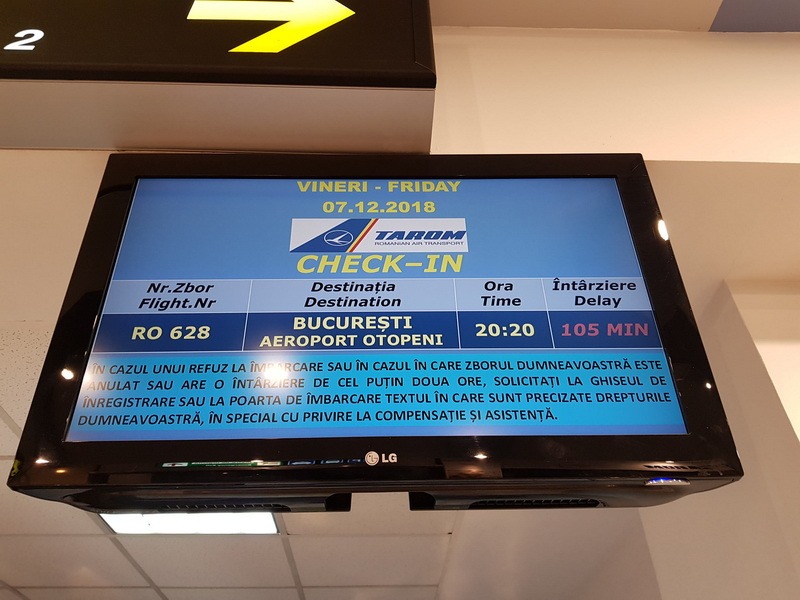 2
VINERI - FRIDAY
07.12.2018
TAROM
ROMANIAN AIR TRANSPORT
CHECK-IN
Nr.Zbor Destinația Ora Întârziere
Flight.Nr Destination Time Delay
RO 628 BUCUREȘTI AEROPORT OTOPENI 20:20 105 MIN
ÎN CAZUL UNUI REFUZ LA ÎMBARCARE SAU ÎN CAZUL ÎN CARE ZBORUL DUMNEAVOASTRĂ ESTE
ANULAT SAU ARE O ÎNTÂRZIERE DE CEL PUȚIN DOUA ORE, SOLICITAȚI LA GHISEUL DE
ÎNREGISTRARE SAU LA POARTA DE ÎMBARCARE TEXTUL ÎN CARE SUNT PRECIZATE DREPTURILE
DUMNEAVOASTRĂ, ÎN SPECIAL CU PRIVIRE LA COMPENSAȚIE ȘI ASISTENȚĂ.
LG